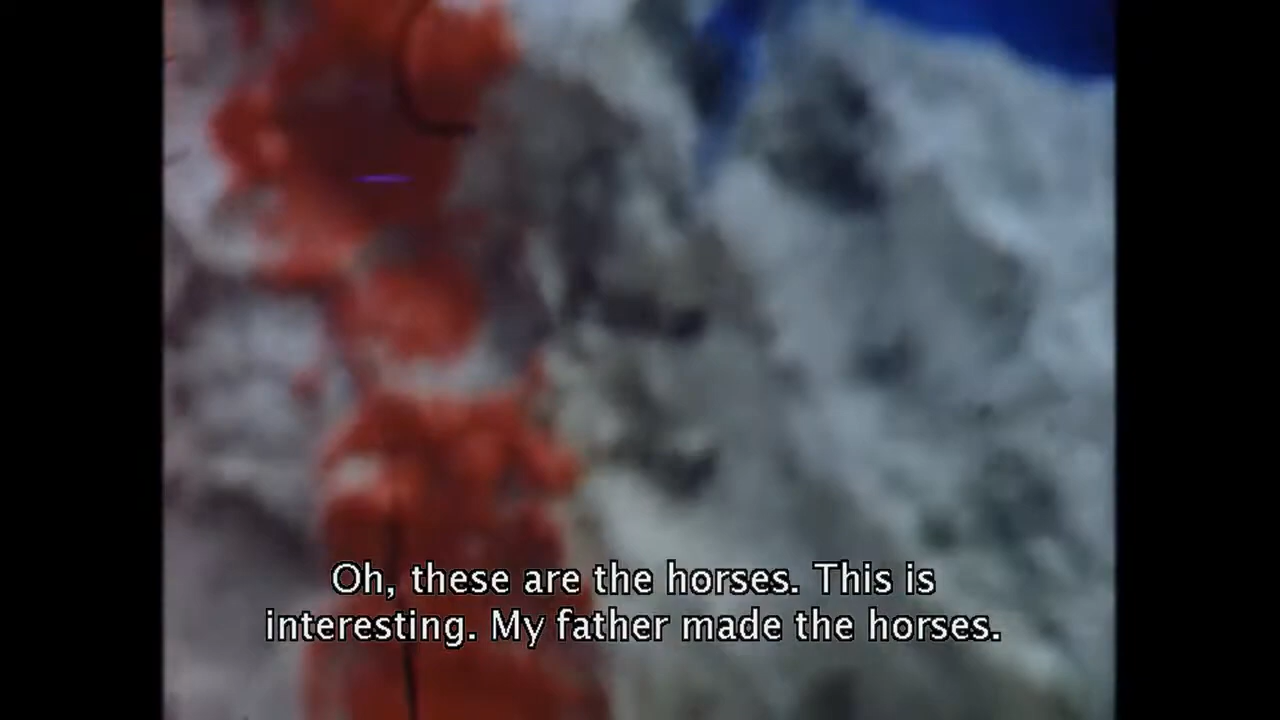 Oh, these are the horses. This is
interesting. My father made the horses.